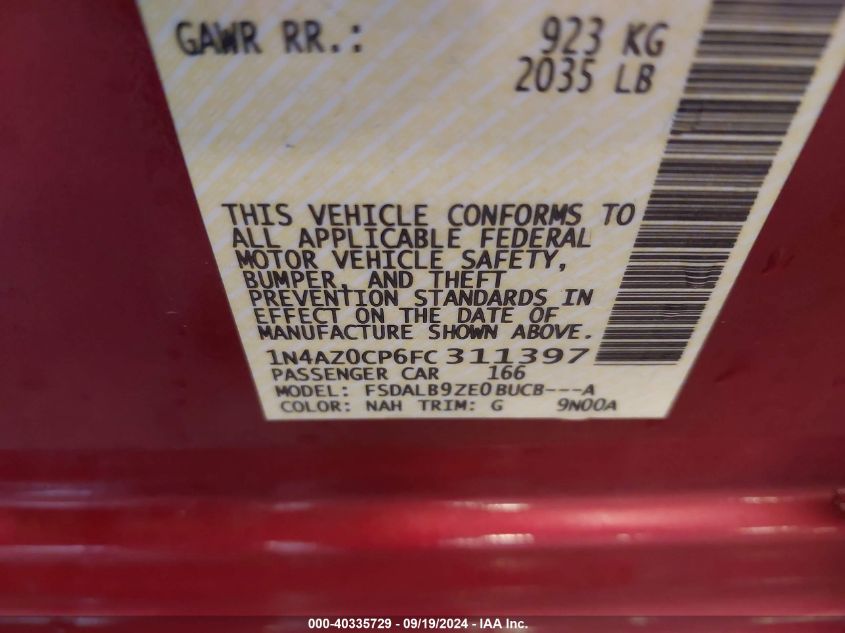 GAWR RR.: 923 KG
2035 LB
THIS VEHICLE CONFORMS TO
ALL APPLICABLE FEDERAL
MOTOR VEHICLE SAFETY,
BUMPER, AND THEFT
PREVENTION STANDARDS IN
EFFECT ON THE DATE OF
MANUFACTURE SHOWN ABOVE.
1N4AZ0CP6FC311397
PASSENGER CAR 166
MODEL: FSDALB9ZE0BUCB---A
COLOR: NAH TRIM: G 9N00A
000-40335729 - 09/19/2024 - IAA Inc.